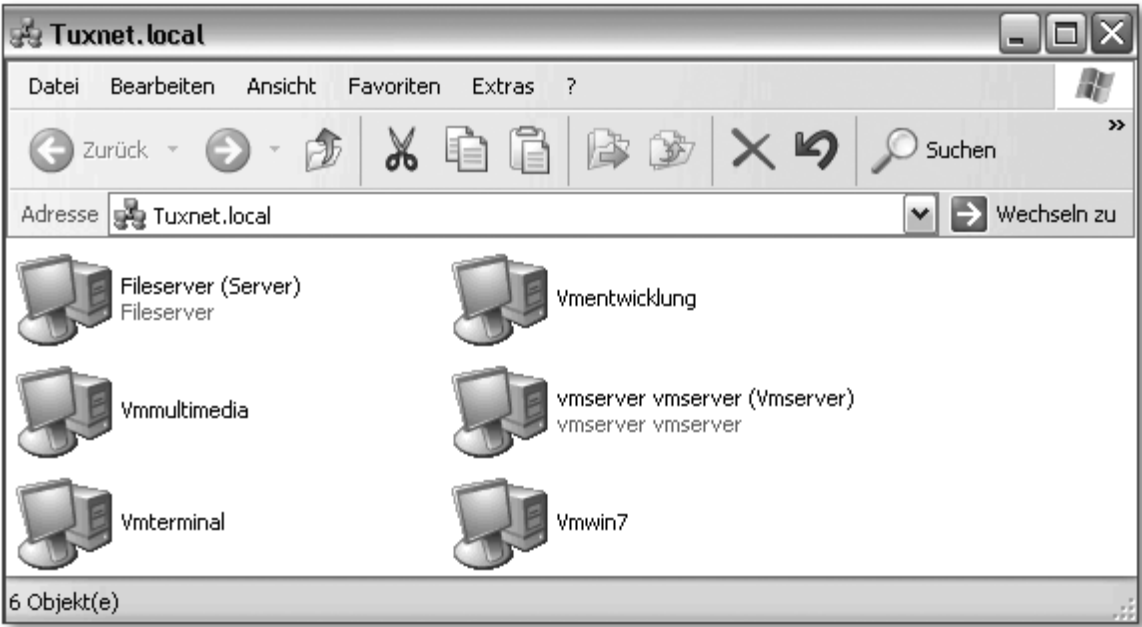 Tuxnet.local
Datei Bearbeiten Ansicht Favoriten Extras ?
Zurück Suchen »
Adresse Tuxnet.local Wechseln zu
Fileserver (Server)
Fileserver
Vmentwicklung
Vmmultimedia
vmserver vmserver (Vmserver)
vmserver vmserver
Vmterminal
Vmwin7
6 Objekt(e)